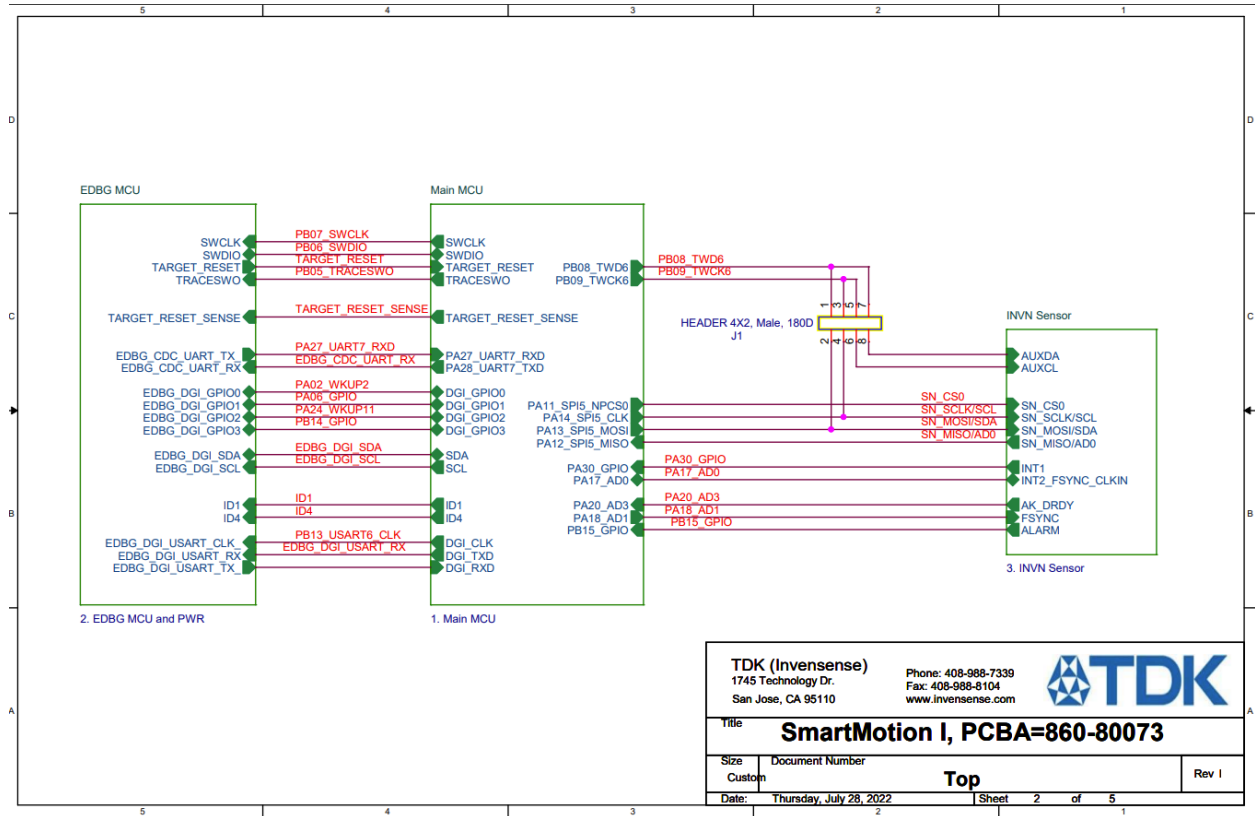 5 4 3 2 1
D D
C C
B B
A A
EDBG MCU
SWCLK
SWDIO
TARGET_RESET
TRACESWO
TARGET_RESET_SENSE
EDBG_CDC_UART_TX
EDBG_CDC_UART_RX
EDBG_DGI_GPIO0
EDBG_DGI_GPIO1
EDBG_DGI_GPIO2
EDBG_DGI_GPIO3
EDBG_DGI_SDA
EDBG_DGI_SCL
ID1
ID4
EDBG_DGI_USART_CLK
EDBG_DGI_USART_RX
EDBG_DGI_USART_TX
2. EDBG MCU and PWR
PB07_SWCLK
PB06_SWDIO
TARGET_RESET
PB05_TRACESWO
TARGET_RESET_SENSE
PA27_UART7_RXD
EDBG_CDC_UART_RX
PA02_WKUP2
PA06_GPIO
PA24_WKUP11
PB14_GPIO
EDBG_DGI_SDA
EDBG_DGI_SCL
ID1
ID4
PB13_USART6_CLK
EDBG_DGI_USART_RX
Main MCU
SWCLK
SWDIO
TARGET_RESET
TRACESWO
TARGET_RESET_SENSE
PA27_UART7_RXD
PA28_UART7_TXD
DGI_GPIO0
DGI_GPIO1
DGI_GPIO2
DGI_GPIO3
SDA
SCL
ID1
ID4
DGI_CLK
DGI_TXD
DGI_RXD
PB08_TWD6
PB09_TWCK6
PA11_SPI5_NPCS0
PA14_SPI5_CLK
PA13_SPI5_MOSI
PA12_SPI5_MISO
PA30_GPIO
PA17_AD0
PA20_AD3
PA18_AD1
PB15_GPIO
1. Main MCU
PB08_TWD6
PB09_TWCK6
1 3 5 7
HEADER 4X2, Male, 180D
J1
2 4 6 8
SN_CS0
SN_SCLK/SCL
SN_MOSI/SDA
SN_MISO/AD0
PA30_GPIO
PA17_AD0
PA20_AD3
PA18_AD1
PB15_GPIO
INVN Sensor
AUXDA
AUXCL
SN_CS0
SN_SCLK/SCL
SN_MOSI/SDA
SN_MISO/AD0
INT1
INT2_FSYNC_CLKIN
AK_DRDY
FSYNC
ALARM
3. INVN Sensor
TDK (Invensense)
1745 Technology Dr.
San Jose, CA 95110
Phone: 408-988-7339
Fax: 408-988-8104
www.invensense.com
TDK
Title
SmartMotion I, PCBA=860-80073
Size
Custom
Document Number
Top
Rev I
Date: Thursday, July 28, 2022
Sheet 2 of 5
5 4 3 2 1